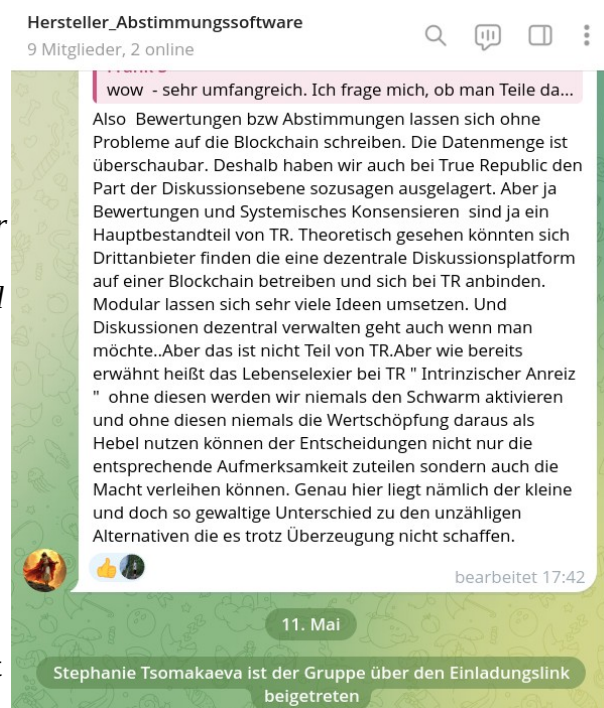 Hersteller_Abstimmungssoftware
9 Mitglieder, 2 online
wow - sehr umfangreich. Ich frage mich, ob man Teile da...
Also Bewertungen bzw Abstimmungen lassen sich ohne
Probleme auf die Blockchain schreiben. Die Datenmenge ist
überschaubar. Deshalb haben wir auch bei True Republic den
Part der Diskussionsebene sozusagen ausgelagert. Aber ja
Bewertungen und Systemisches Konsensieren sind ja ein
Hauptbestandteil von TR. Theoretisch gesehen könnten sich
Drittanbieter finden die eine dezentrale Diskussionsplatform
auf einer Blockchain betreiben und sich bei TR anbinden.
Modular lassen sich sehr viele Ideen umsetzen. Und
Diskussionen dezentral verwalten geht auch wenn man
möchte..Aber das ist nicht Teil von TR.Aber wie bereits
erwähnt heißt das Lebenselexier bei TR " Intrinzischer Anreiz
" ohne diesen werden wir niemals den Schwarm aktivieren
und ohne diesen niemals die Wertschöpfung daraus als
Hebel nutzen können der Entscheidungen nicht nur die
entsprechende Aufmerksamkeit zuteilen sondern auch die
Macht verleihen können. Genau hier liegt nämlich der kleine
und doch so gewaltige Unterschied zu den unzähligen
Alternativen die es trotz Überzeugung nicht schaffen.
bearbeitet 17:42
11. Mai
Stephanie Tsomakaeva ist der Gruppe über den Einladungslink
beigetreten